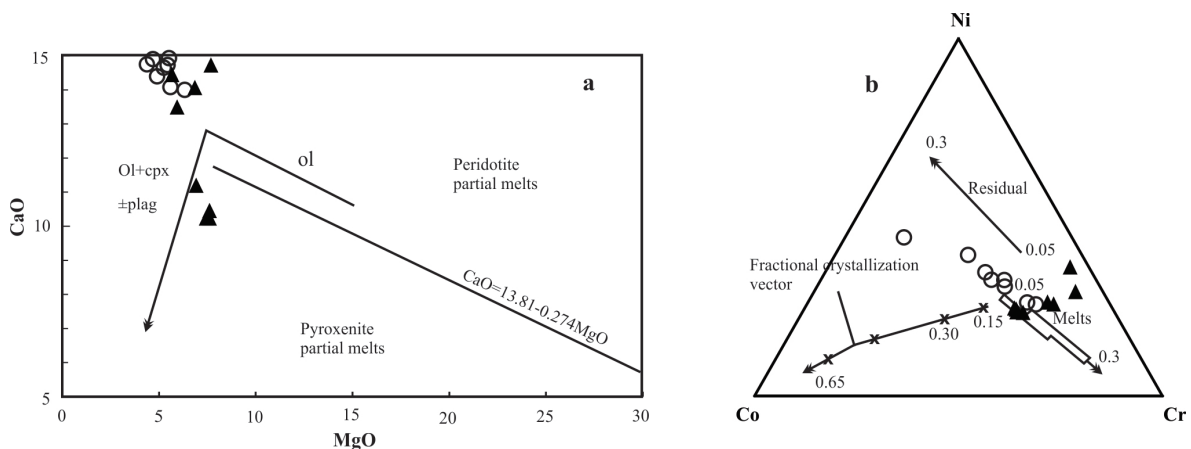 a
15
10
5
CaO
0
5
10
15
20
25
30
MgO
Ol+cpx
±plag
ol
Peridotite
partial melts
CaO=13.81-0.274MgO
Pyroxenite
partial melts
b
Ni
Co
Cr
0.3
Residual
0.05
Fractional crystallization
vector
0.05
0.15
0.30
0.65
Melts
0.3